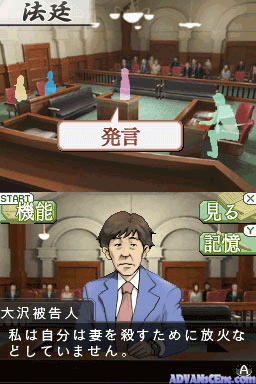 法廷
発言
START
機能
X
見る
Y
記憶
大沢被告人
私は自分は妻を殺すために放火な
どしていません。
A
ADVANsCEne.com